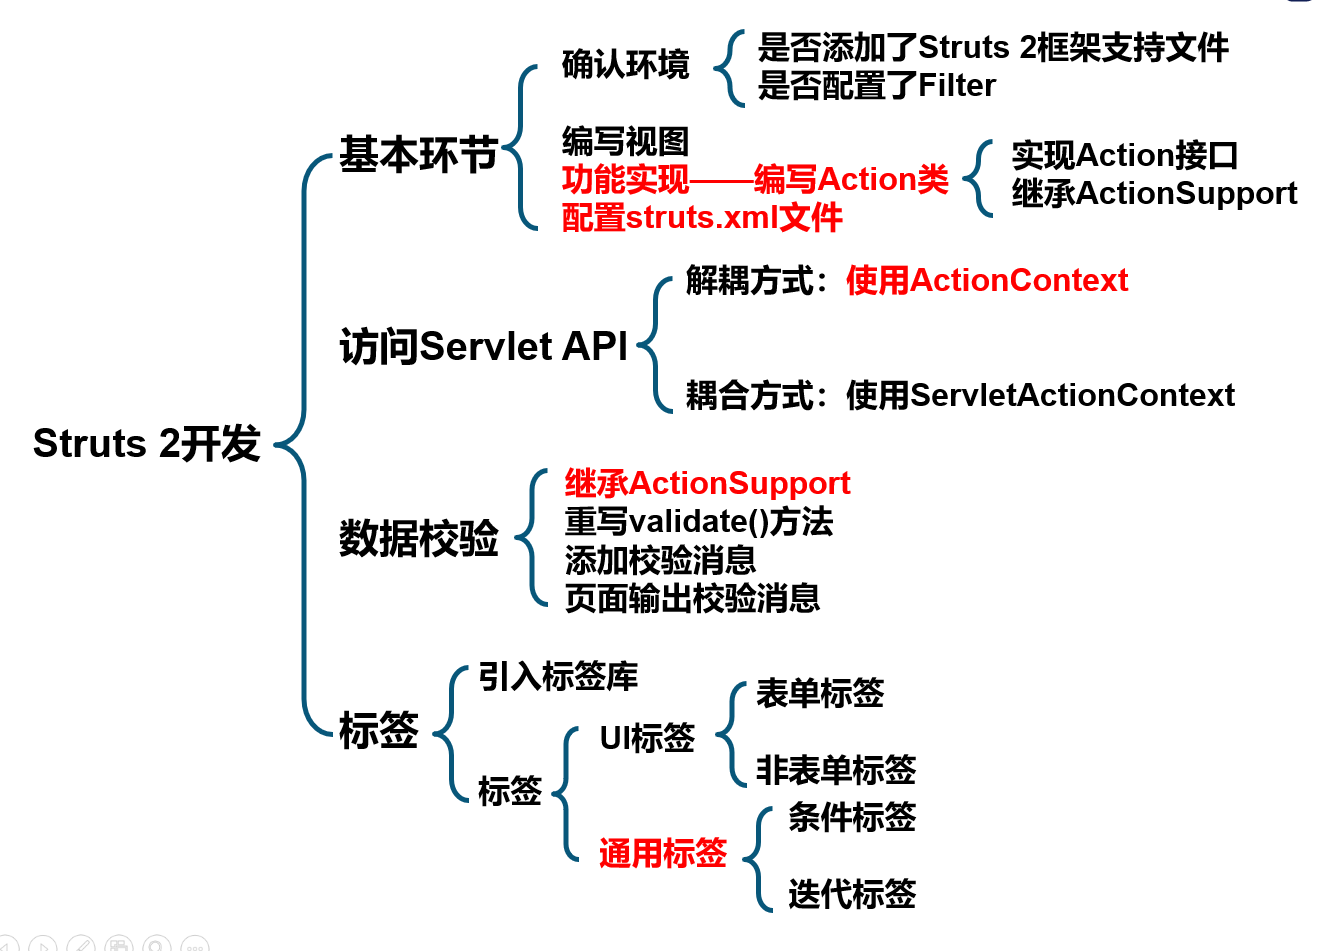 Struts 2开发
基本环节
确认环境
是否添加了Struts 2框架支持文件
是否配置了Filter
编写视图
功能实现——编写Action类
实现Action接口
继承ActionSupport
配置struts.xml文件
访问Servlet API
解耦方式：使用ActionContext
耦合方式：使用ServletActionContext
数据校验
继承ActionSupport
重写validate()方法
添加校验消息
页面输出校验消息
标签
引入标签库
标签
UI标签
表单标签
非表单标签
通用标签
条件标签
迭代标签